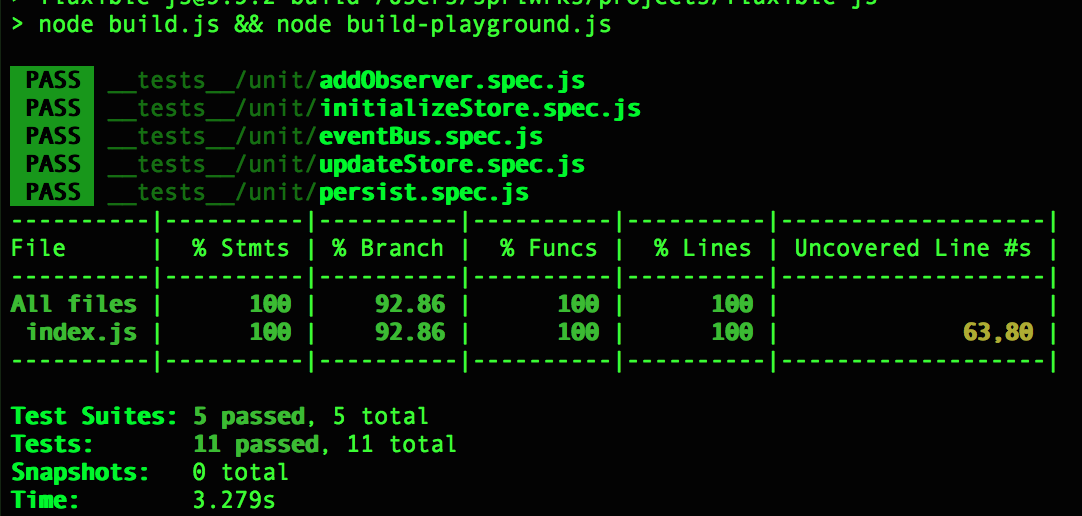 > node build.js && node build-playground.js
PASS __tests__/unit/addObserver.spec.js
PASS __tests__/unit/initializeStore.spec.js
PASS __tests__/unit/eventBus.spec.js
PASS __tests__/unit/updateStore.spec.js
PASS __tests__/unit/persist.spec.js
----------|----------|----------|----------|----------|-------------------|
File | % Stmts | % Branch | % Funcs | % Lines | Uncovered Line #s |
----------|----------|----------|----------|----------|-------------------|
All files | 100 | 92.86 | 100 | 100 | |
index.js | 100 | 92.86 | 100 | 100 | 63,80 |
----------|----------|----------|----------|----------|-------------------|
Test Suites: 5 passed, 5 total
Tests: 11 passed, 11 total
Snapshots: 0 total
Time: 3.279s